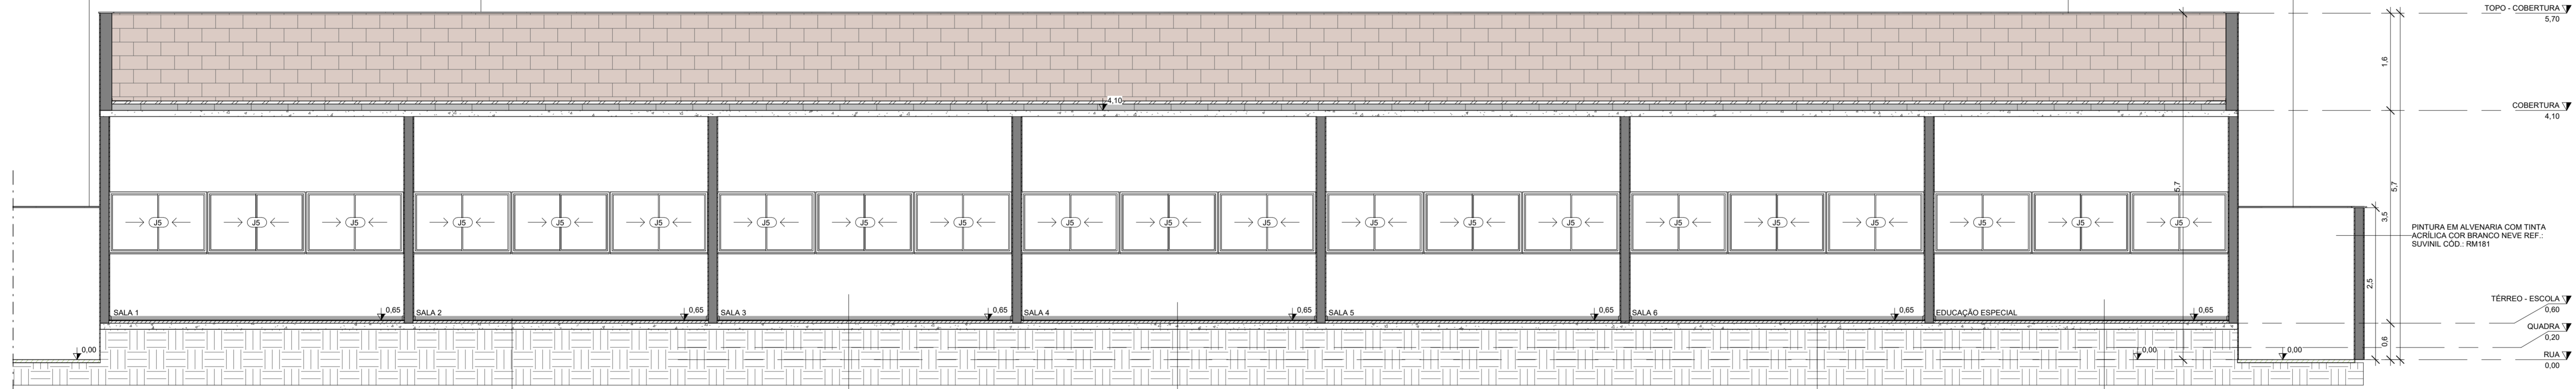 TOPO - COBERTURA
5,70
1,6
4,10
COBERTURA
4,10
5,7
5,7
J5 J5 J5 J5 J5 J5 J5 J5 J5 J5 J5 J5 J5 J5 J5 J5 J5 J5 J5 J5 J5
3,5
PINTURA EM ALVENARIA COM TINTA
ACRÍLICA COR BRANCO NEVE REF.:
SUVINIL CÓD.: RM181
2,5
TÉRREO - ESCOLA
0,60
SALA 1 0,65 SALA 2 0,65 SALA 3 0,65 SALA 4 0,65 SALA 5 0,65 SALA 6 0,65 EDUCAÇÃO ESPECIAL 0,65
QUADRA
0,20
0,6
0,00 0,00 0,00
RUA
0,00